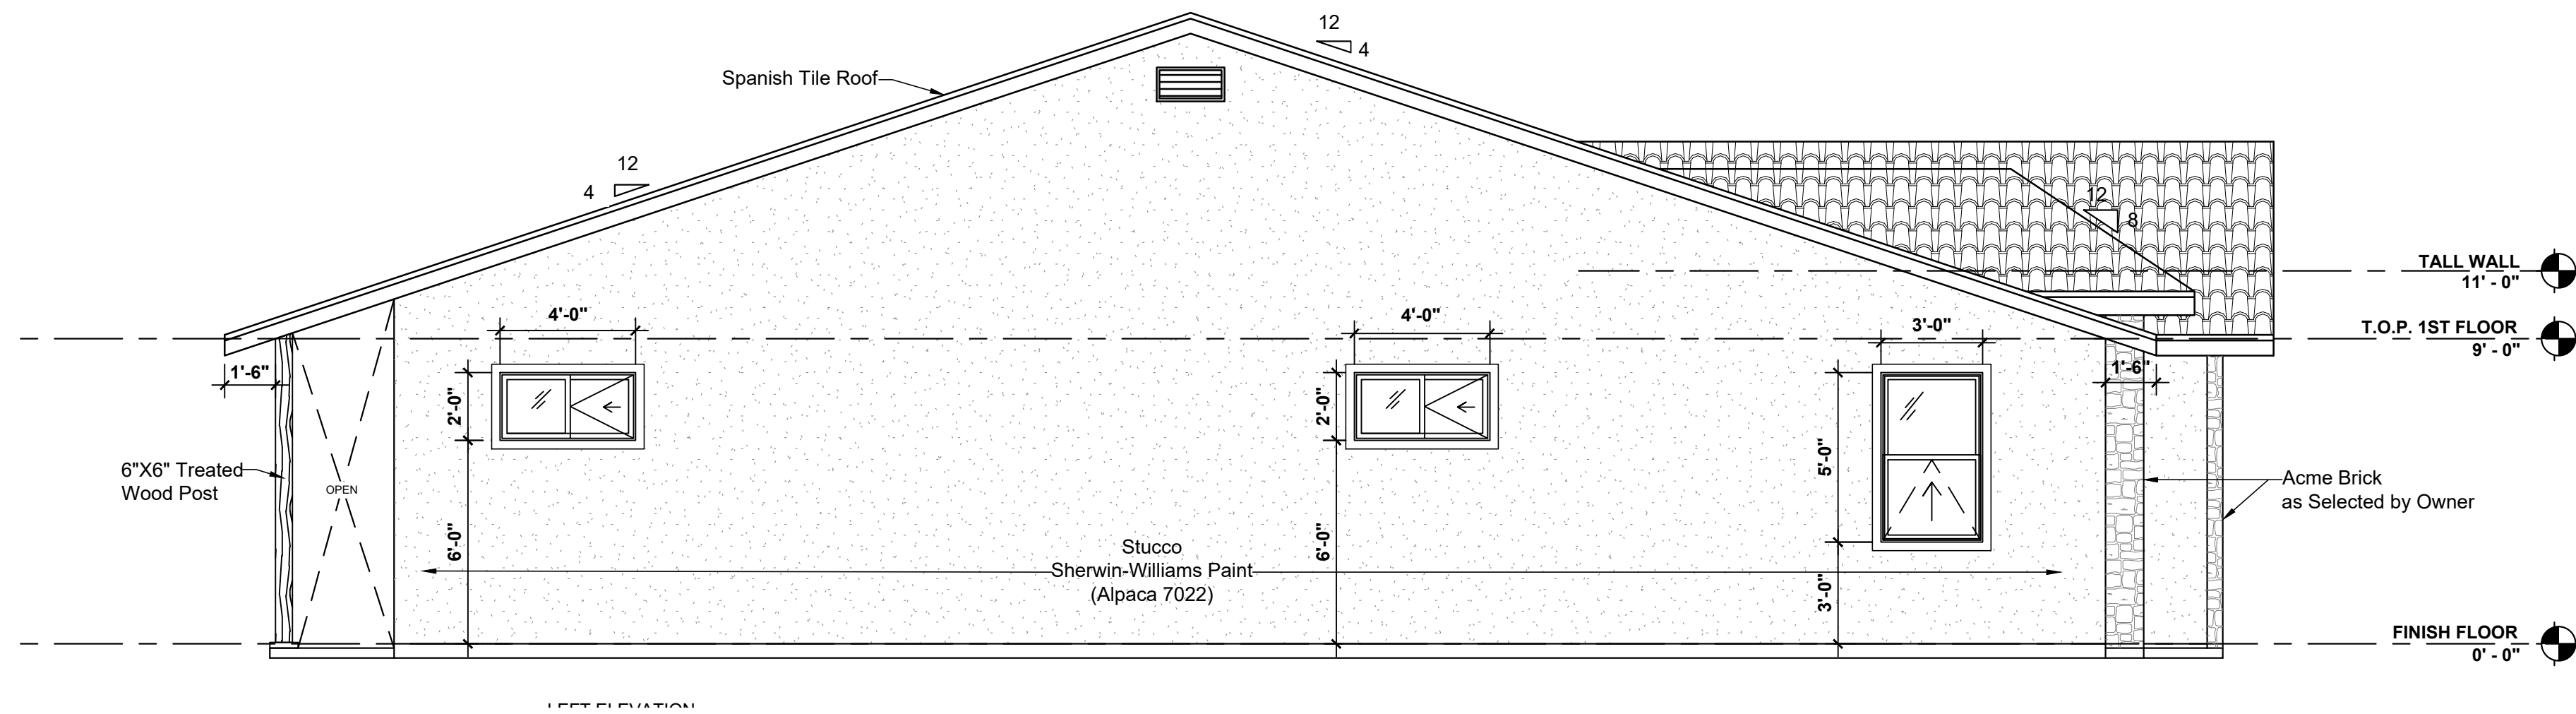 12
4
Spanish Tile Roof
12
4
12
8
TALL WALL
11' - 0"
4'-0"
4'-0"
3'-0"
T.O.P. 1ST FLOOR
9' - 0"
1'-6"
1'-6"
2'-0"
2'-0"
5'-0"
6"X6" Treated
Wood Post
OPEN
Acme Brick
as Selected by Owner
6'-0"
6'-0"
Stucco
Sherwin-Williams Paint
(Alpaca 7022)
3'-0"
FINISH FLOOR
0' - 0"
LEFT ELEVATION